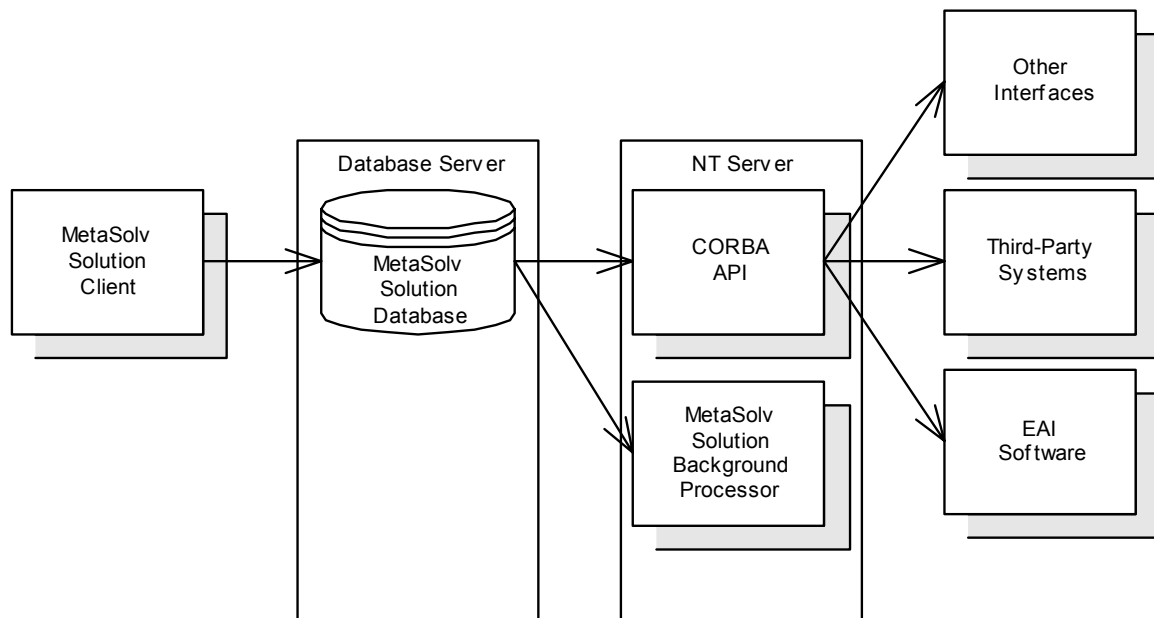 MetaSolv
Solution
Client
Database Server
MetaSolv
Solution
Database
NT Server
CORBA
API
MetaSolv
Solution
Background
Processor
Other
Interfaces
Third-Party
Systems
EAI
Software